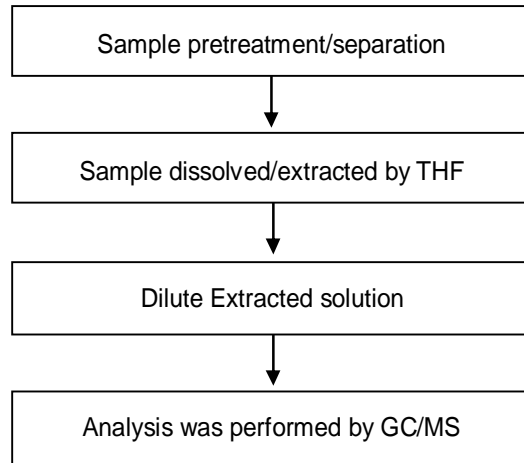 Sample pretreatment/separation
Sample dissolved/extracted by THF
Dilute Extracted solution
Analysis was performed by GC/MS